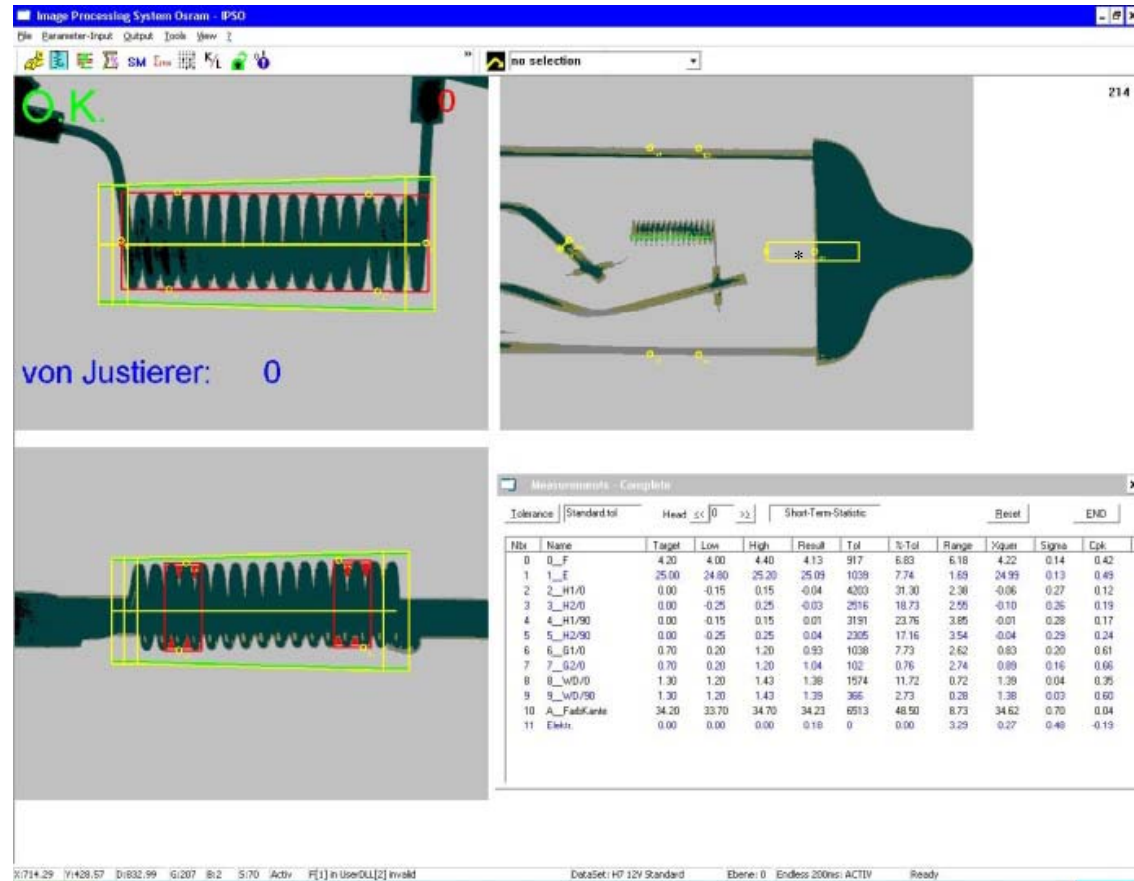 Image Processing System Osram - IPSO
File Parameter-Input Output Tools View ?
SM K/L » no selection
O.K. 0
214
von Justierer: 0
Measurements - Complete
Tolerance Standard.tol Head << 0 >> Short-Term-Statistic Reset END
Nbr Name Target Low High Result Tol %-Tol Range Xquer Sigma Cpk
0 0__F 4.20 4.00 4.40 4.13 917 6.83 6.18 4.22 0.14 0.42
1 1__E 25.00 24.80 25.20 25.09 1039 7.74 1.69 24.99 0.13 0.49
2 2__H1/0 0.00 -0.15 0.15 -0.04 4203 31.30 2.38 -0.06 0.27 0.12
3 3__H2/0 0.00 -0.25 0.25 -0.03 2516 18.73 2.55 -0.10 0.26 0.19
4 4__H1/90 0.00 -0.15 0.15 0.01 3191 23.76 3.85 -0.01 0.28 0.17
5 5__H2/90 0.00 -0.25 0.25 0.04 2305 17.16 3.54 -0.04 0.29 0.24
6 6__G1/0 0.70 0.20 1.20 0.93 1038 7.73 2.62 0.83 0.20 0.61
7 7__G2/0 0.70 0.20 1.20 1.04 102 0.76 2.74 0.89 0.16 0.66
8 8__WD/0 1.30 1.20 1.43 1.38 1574 11.72 0.72 1.39 0.04 0.35
9 9__WD/90 1.30 1.20 1.43 1.39 366 2.73 0.28 1.38 0.03 0.60
10 A__FarbKante 34.20 33.70 34.70 34.23 6513 48.50 8.73 34.62 0.70 0.04
11 Elektr. 0.00 0.00 0.00 0.18 0 0.00 3.29 0.27 0.48 -0.19
X:714.29 Y:428.57 D:832.99 G:207 B:2 S:70 Activ F[1] in UserDLL[2] invalid DataSet: H7 12V Standard Ebene: 0 Endless 200ms: ACTIV Ready